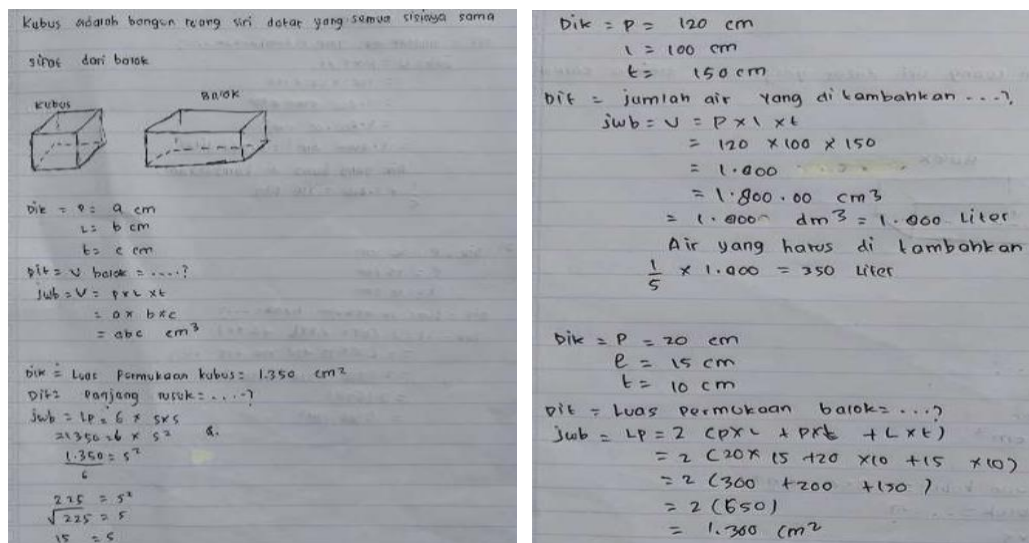 Kubus adalah bangun ruang siri datar yang semua sisinya sama
sifat dari balok
Kubus
Balok
Dik = P = a cm
L = b cm
t = c cm
Dit = V balok = ....?
Jwb = V = p x L x t
= a x b x c
= abc cm³
Dik = Luas Permukaan kubus = 1.350 cm²
Dit = Panjang rusuk = ....?
Jwb = LP = 6 x s x s
= 1350 = 6 x s²
1.350 = s²
6
225 = s²
√225 = s
15 = s
Dik = P = 120 cm
l = 100 cm
t = 150 cm
Dit = jumlah air yang di tambahkan ...?
jwb = V = P x l x t
= 120 x 100 x 150
= 1.800
= 1.800.00 cm3
= 1.800 dm3 = 1.800 Liter
Air yang harus di tambahkan
1/5 x 1.800 = 350 Liter
Dik = P = 20 cm
l = 15 cm
t = 10 cm
Dit = Luas permukaan balok = ...?
Jwb = LP = 2 (P x L + P x t + L x t)
= 2 (20 x 15 + 20 x 10 + 15 x 10)
= 2 (300 + 200 + 150)
= 2 (650)
= 1.300 cm²